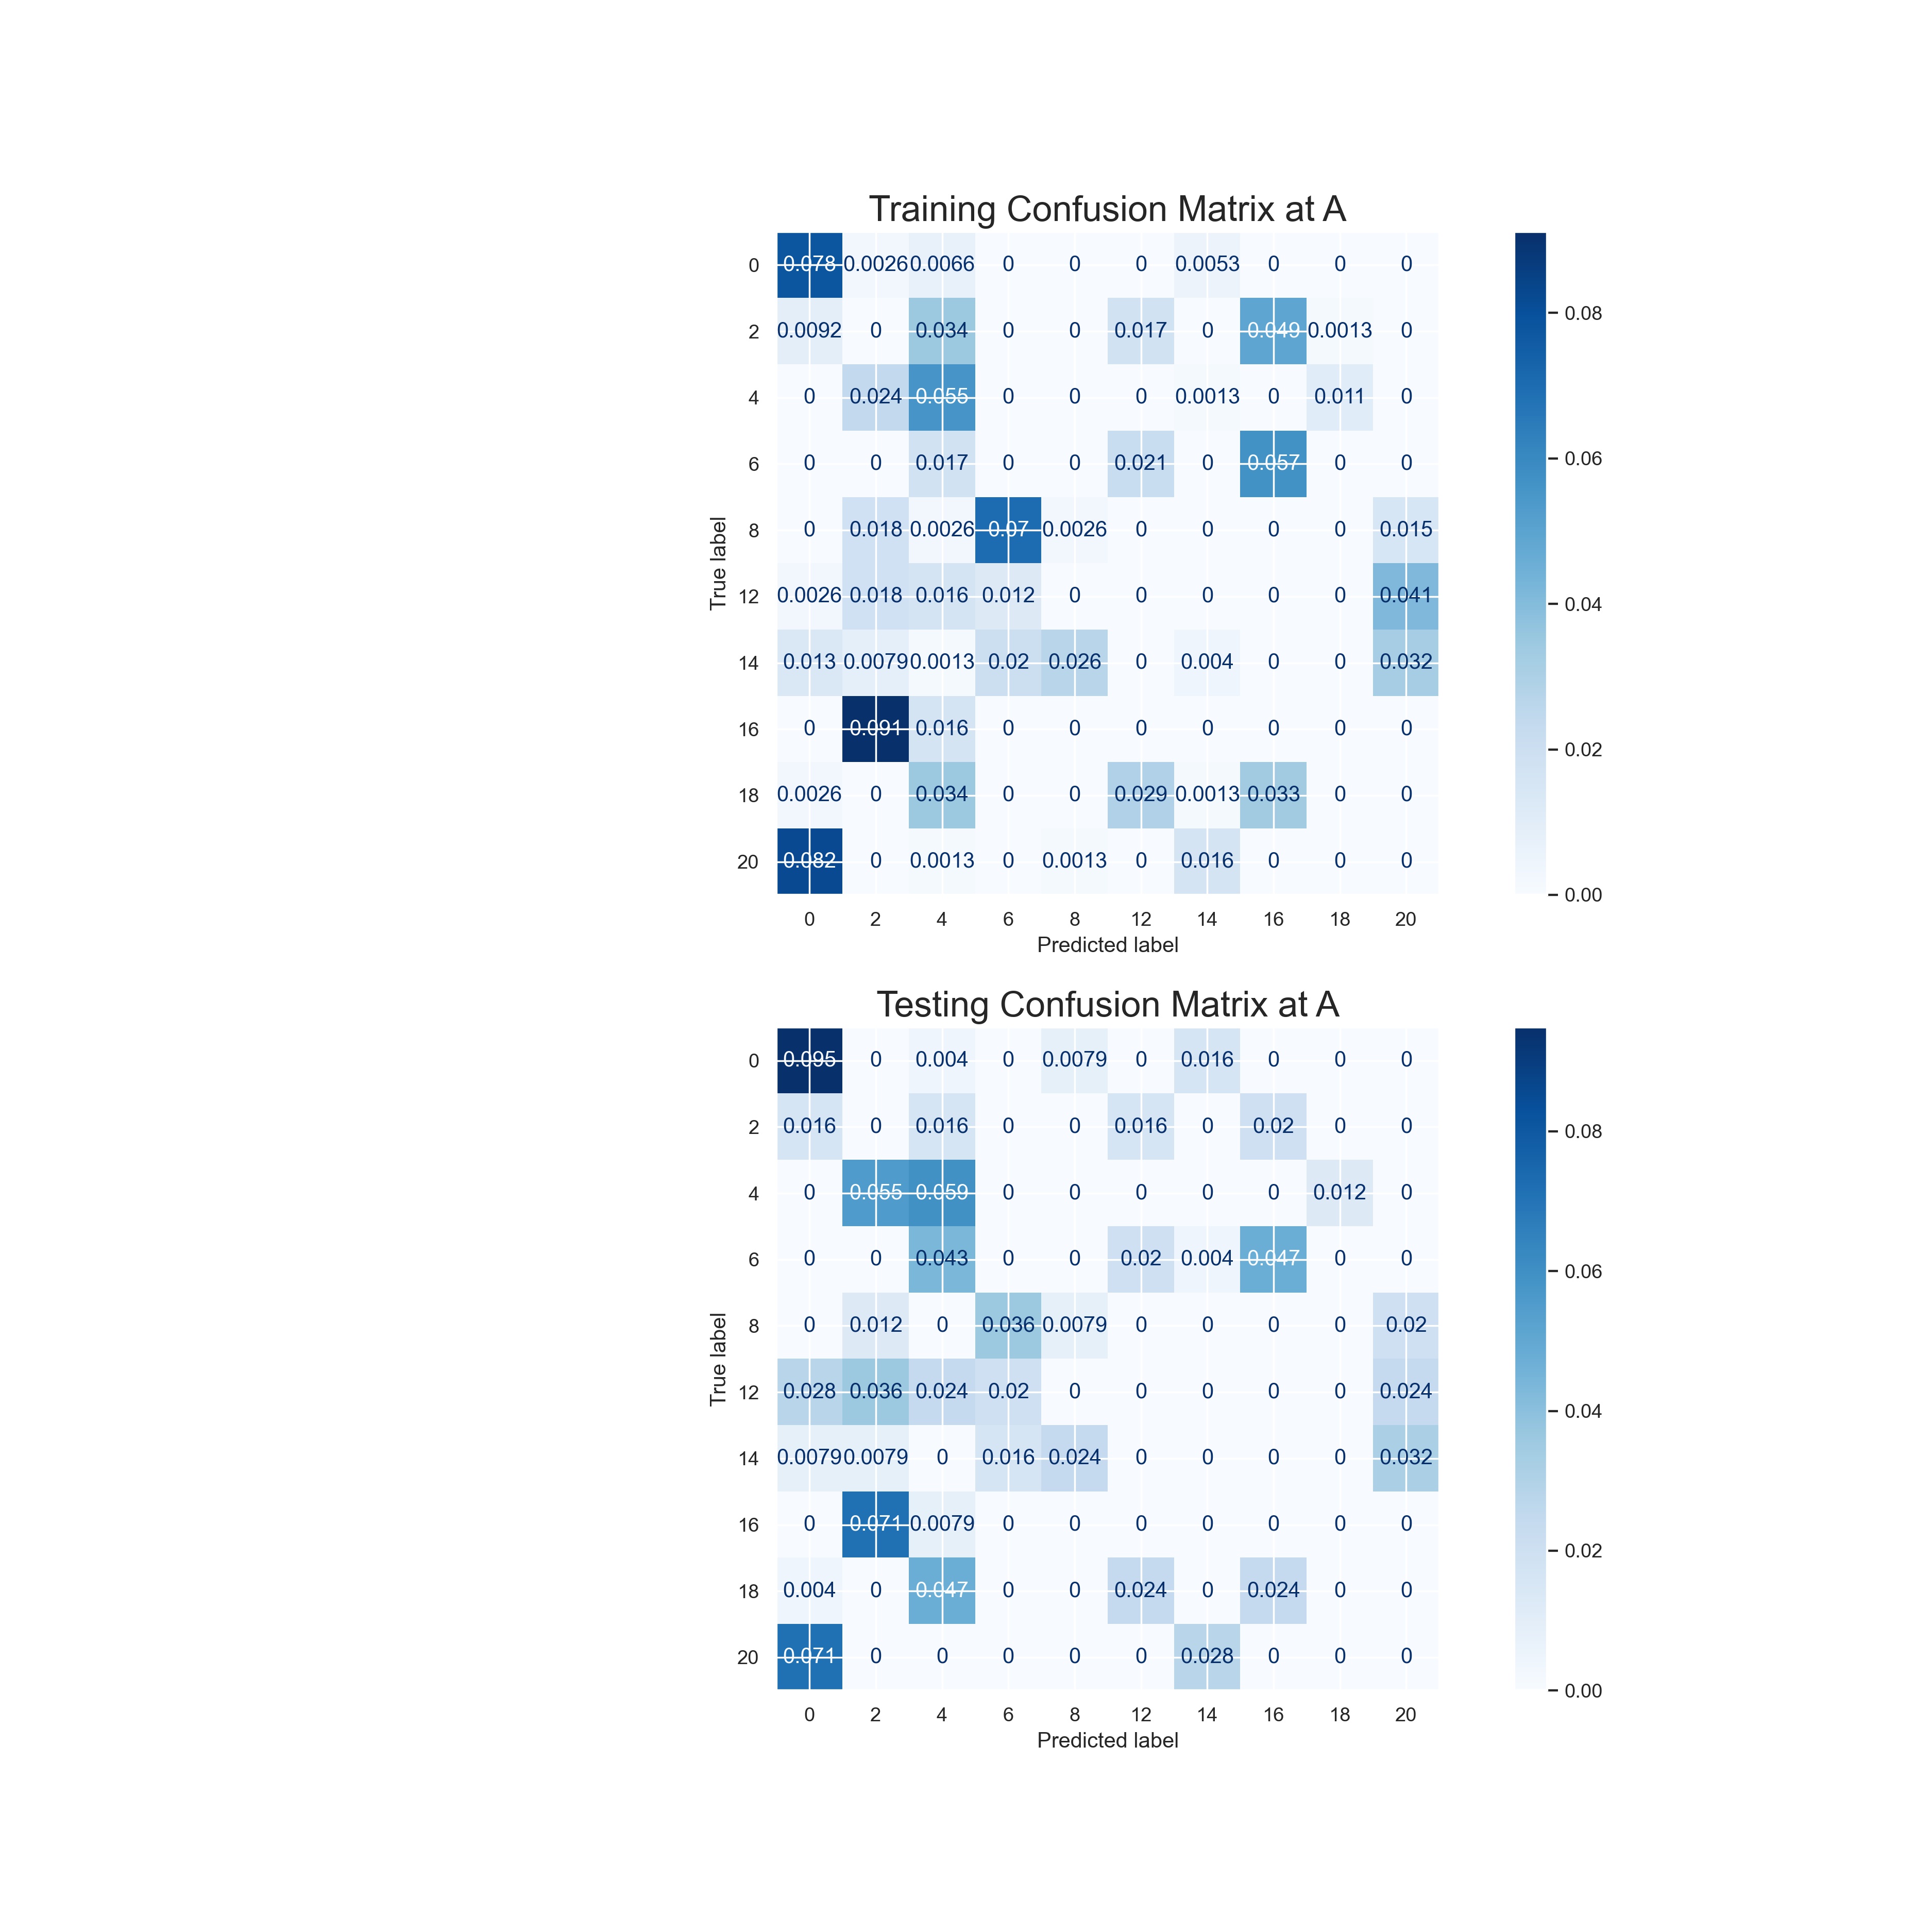 Training Confusion Matrix at A
0 0.078 0.0026 0.0066 0 0 0 0.0053 0 0 0
2 0.0092 0 0.034 0 0 0.017 0 0.049 0.0013 0
4 0 0.024 0.055 0 0 0 0.0013 0 0.011 0
6 0 0 0.017 0 0 0.021 0 0.057 0 0
8 0 0.018 0.0026 0.07 0.0026 0 0 0 0 0.015
12 0.0026 0.018 0.016 0.012 0 0 0 0 0 0.041
14 0.013 0.0079 0.0013 0.02 0.026 0 0.004 0 0 0.032
16 0 0.091 0.016 0 0 0 0 0 0 0
18 0.0026 0 0.034 0 0 0.029 0.0013 0.033 0 0
20 0.082 0 0.0013 0 0.0013 0 0.016 0 0 0
0 2 4 6 8 12 14 16 18 20
True label
Predicted label
0.08
0.06
0.04
0.02
0.00
Testing Confusion Matrix at A
0 0.095 0 0.004 0 0.0079 0 0.016 0 0 0
2 0.016 0 0.016 0 0 0.016 0 0.02 0 0
4 0 0.055 0.059 0 0 0 0 0 0.012 0
6 0 0 0.043 0 0 0.02 0.004 0.047 0 0
8 0 0.012 0 0.036 0.0079 0 0 0 0 0.02
12 0.028 0.036 0.024 0.02 0 0 0 0 0 0.024
14 0.0079 0.0079 0 0.016 0.024 0 0 0 0 0.032
16 0 0.071 0.0079 0 0 0 0 0 0 0
18 0.004 0 0.047 0 0 0.024 0 0.024 0 0
20 0.071 0 0 0 0 0 0.028 0 0 0
0 2 4 6 8 12 14 16 18 20
True label
Predicted label
0.08
0.06
0.04
0.02
0.00